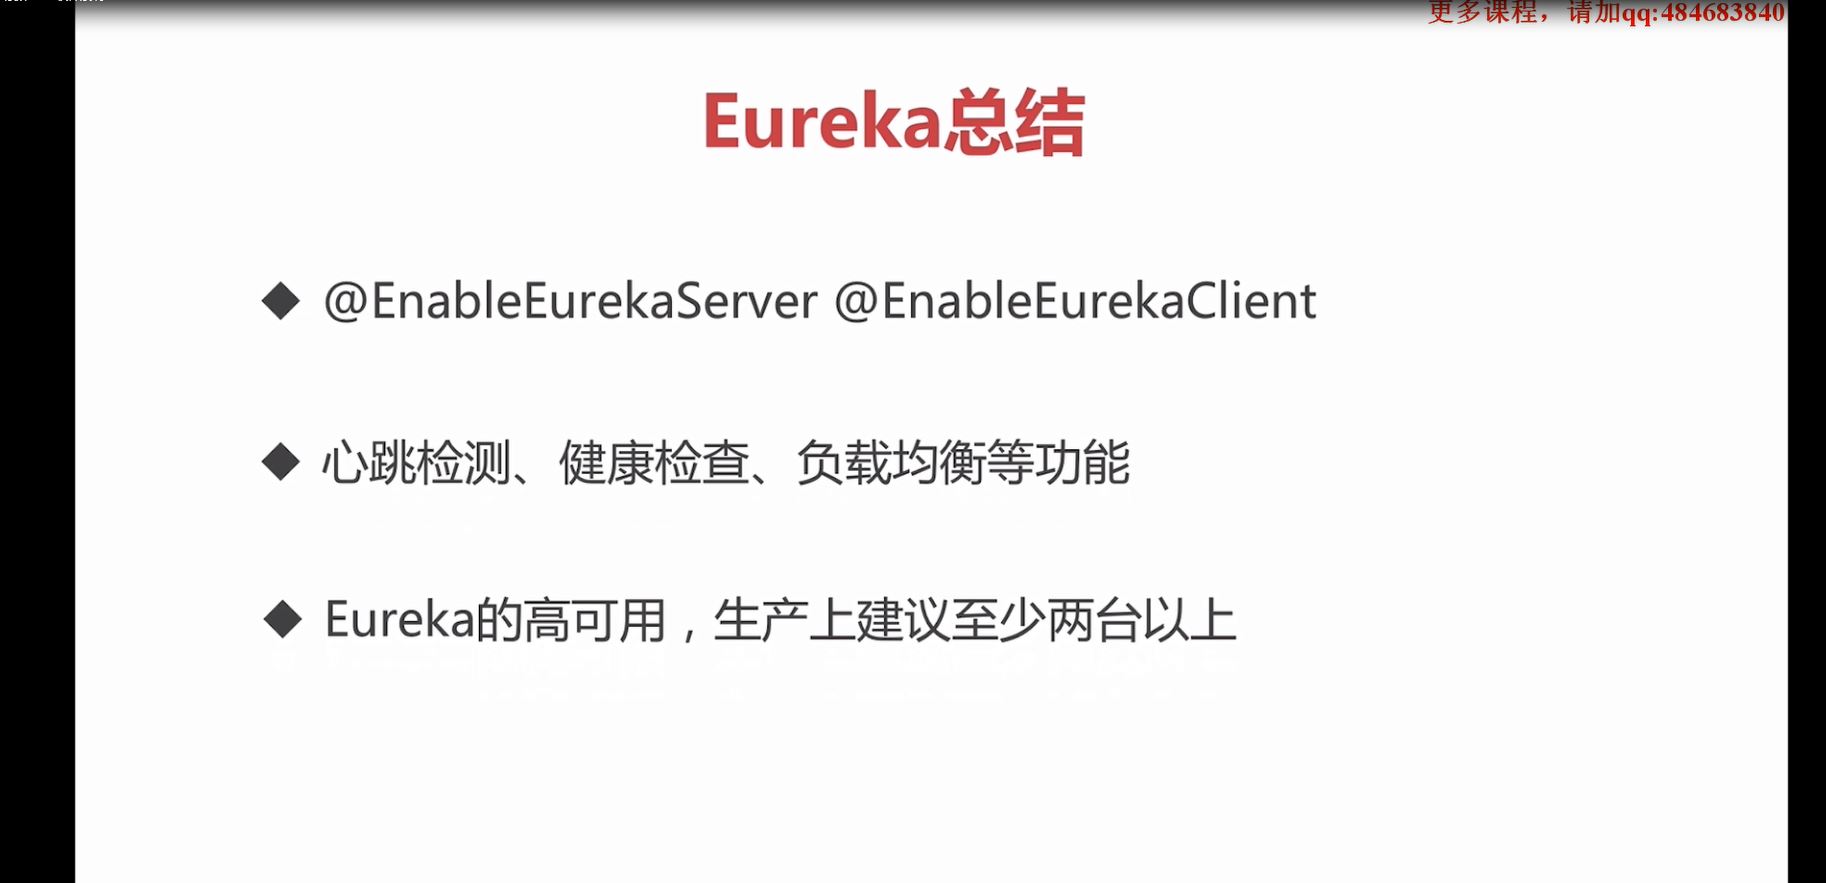 更多课程，请加qq:484683840
Eureka总结
◆ @EnableEurekaServer @EnableEurekaClient
◆ 心跳检测、健康检查、负载均衡等功能
◆ Eureka的高可用，生产上建议至少两台以上